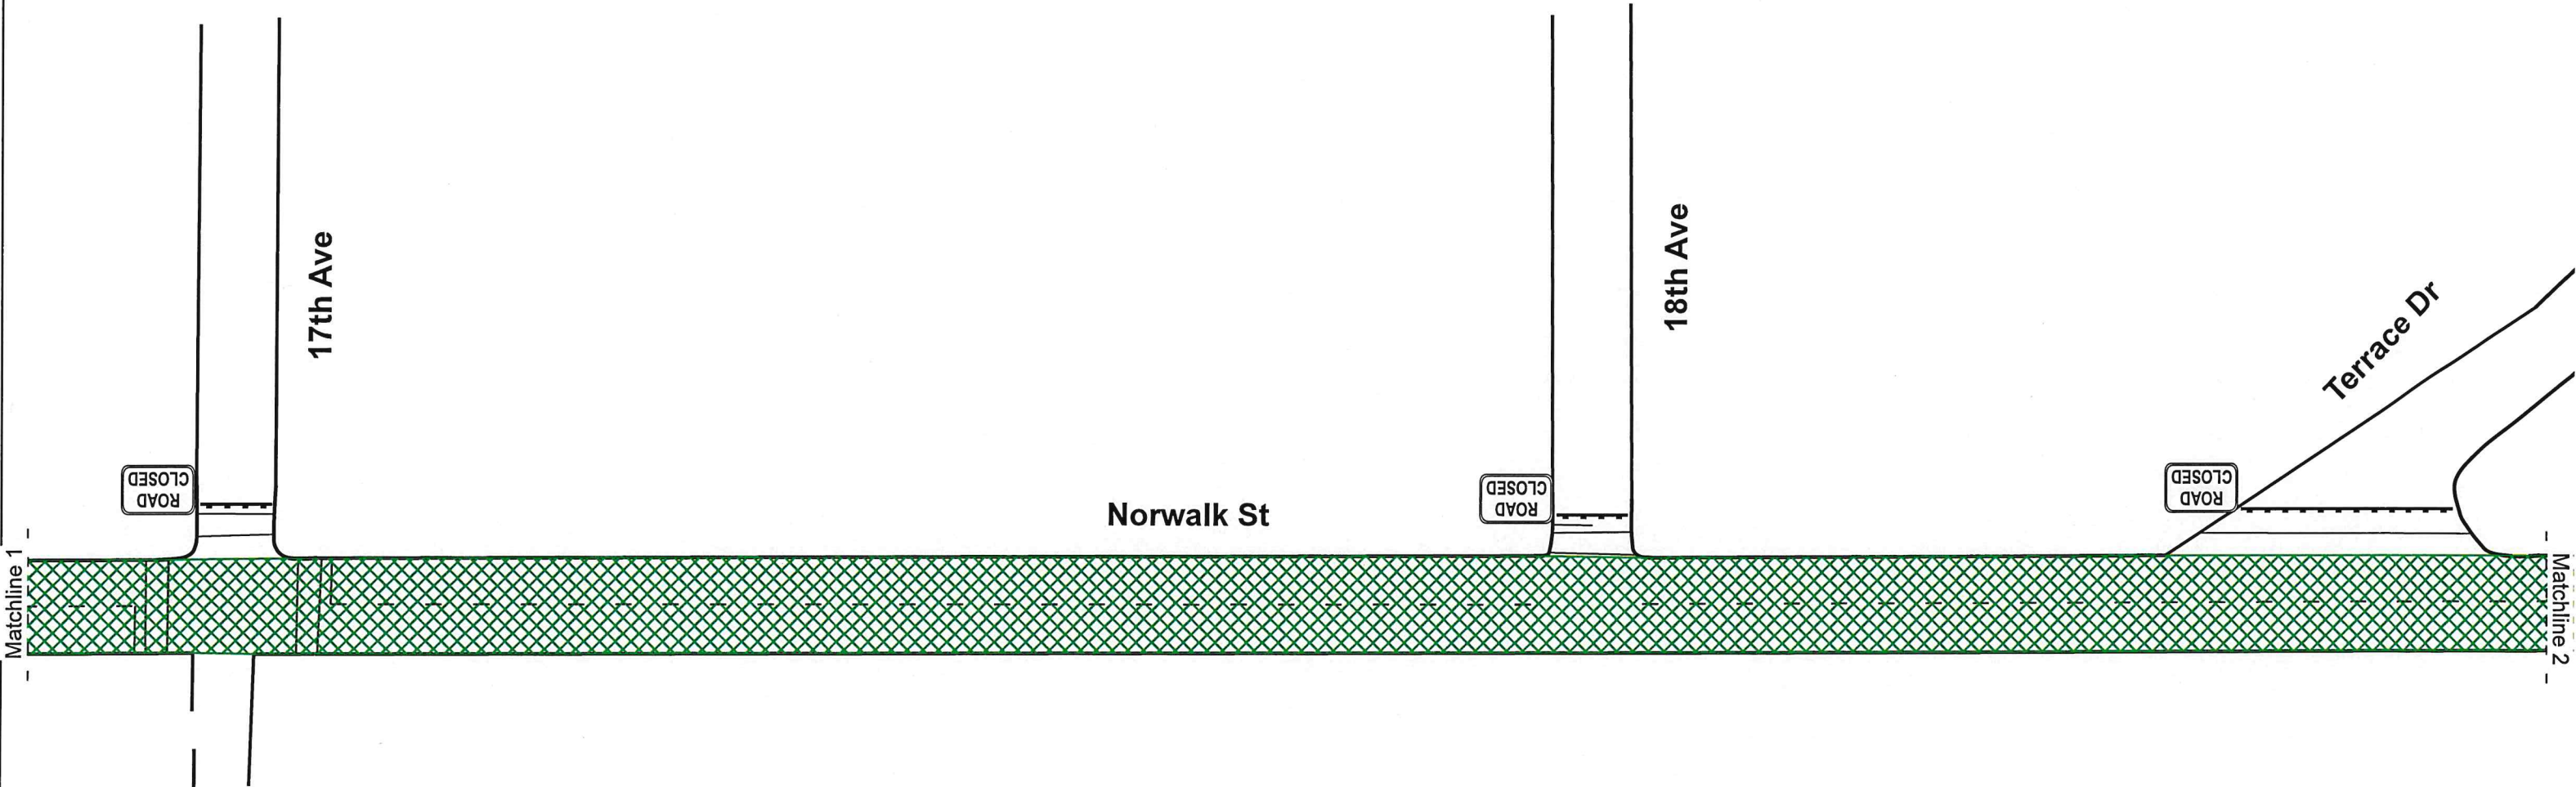 17th Ave
18th Ave
Terrace Dr
ROAD
CLOSED
Norwalk St
ROAD
CLOSED
ROAD
CLOSED
Matchline 1
Matchline 2